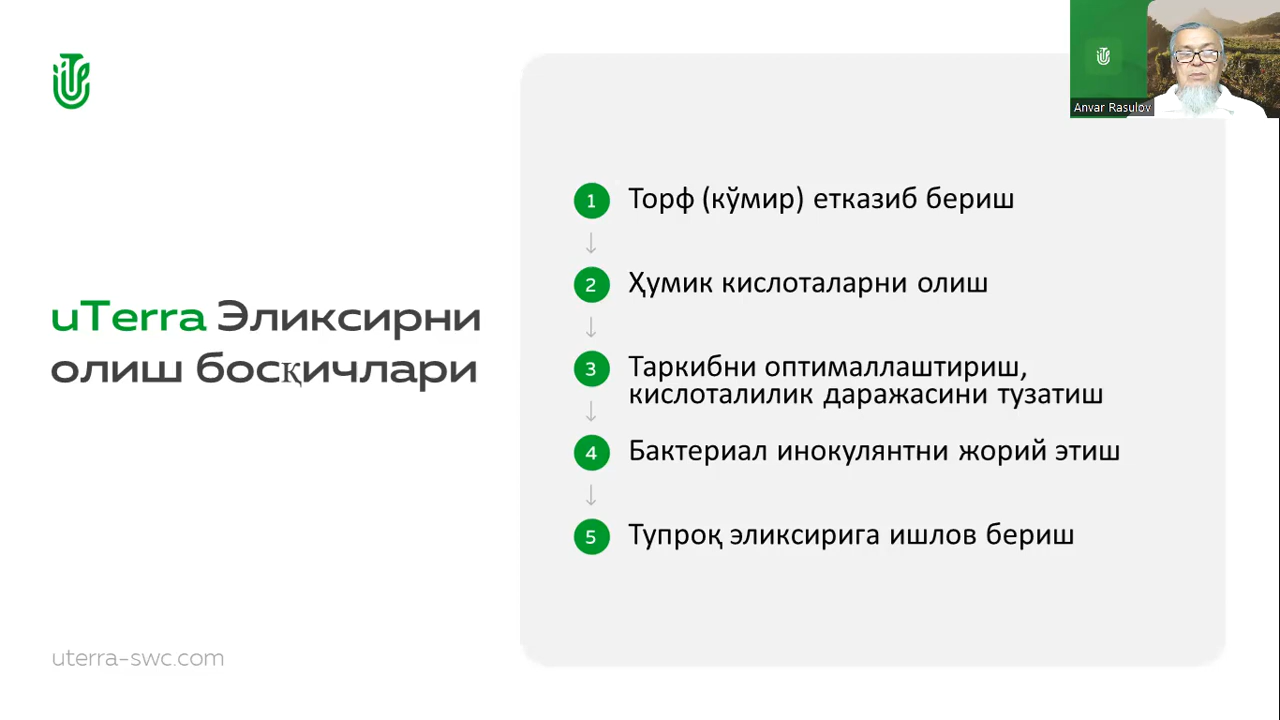 Anvar Rasulov
uTerra Эликсирни
олиш босқичлари
1 Торф (кўмир) етказиб бериш
↓
2 Ҳумик кислоталарни олиш
↓
3 Таркибни оптималлаштириш,
кислоталилик даражасини тузатиш
↓
4 Бактериал инокулянтни жорий этиш
↓
5 Тупроқ эликсирига ишлов бериш
uterra-swc.com